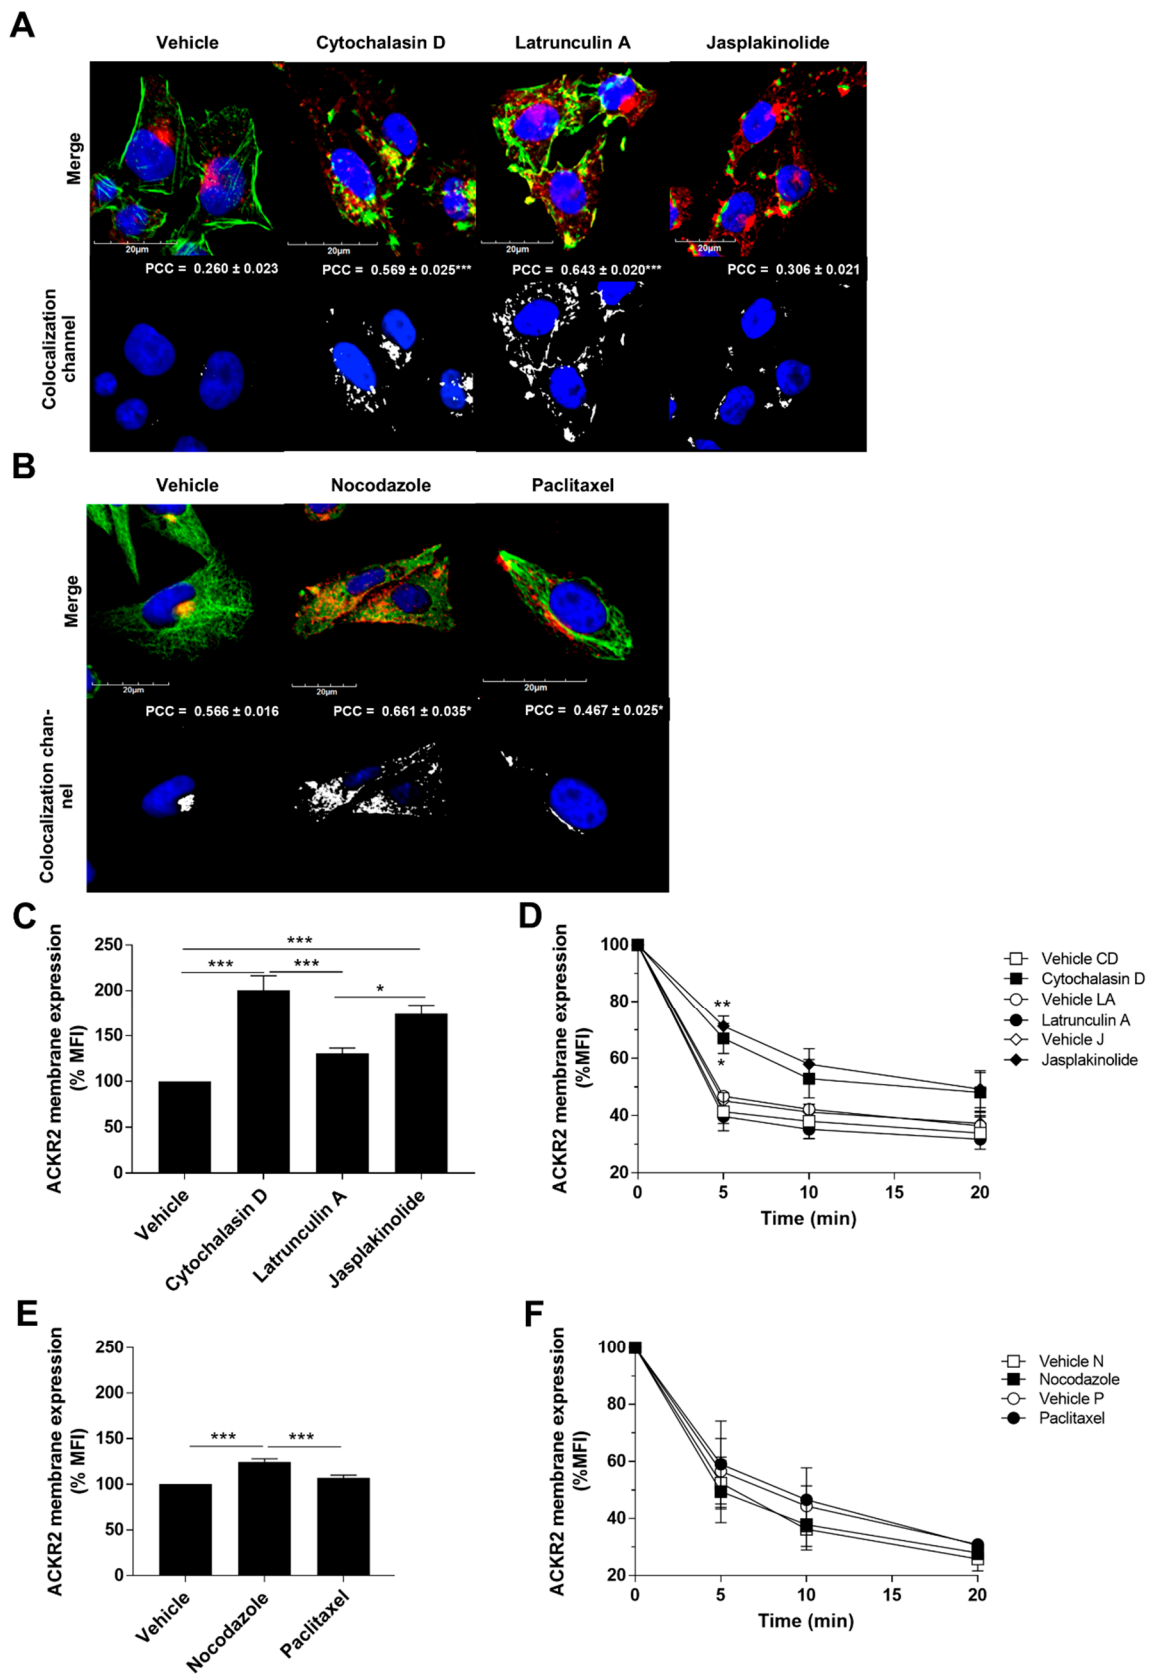 A
Vehicle
Cytochalasin D
Latrunculin A
Jasplakinolide
Merge
20µm
20µm
20µm
20µm
PCC = 0.260 ± 0.023
PCC = 0.569 ± 0.025***
PCC = 0.643 ± 0.020***
PCC = 0.306 ± 0.021
Colocalization
channel
B
Vehicle
Nocodazole
Paclitaxel
Merge
20µm
20µm
20µm
PCC = 0.566 ± 0.016
PCC = 0.661 ± 0.035*
PCC = 0.467 ± 0.025*
Colocalization chan-
nel
C
ACKR2 membrane expression
(% MFI)
250
200
150
100
50
0
***
***
***
*
Vehicle
Cytochalasin D
Latrunculin A
Jasplakinolide
D
ACKR2 membrane expression
(%MFI)
100
80
60
40
20
**
*
0
5
10
15
20
Time (min)
Vehicle CD
Cytochalasin D
Vehicle LA
Latrunculin A
Vehicle J
Jasplakinolide
E
ACKR2 membrane expression
(% MFI)
250
200
150
100
50
0
***
***
Vehicle
Nocodazole
Paclitaxel
F
ACKR2 membrane expression
(%MFI)
100
80
60
40
20
0
5
10
15
20
Time (min)
Vehicle N
Nocodazole
Vehicle P
Paclitaxel